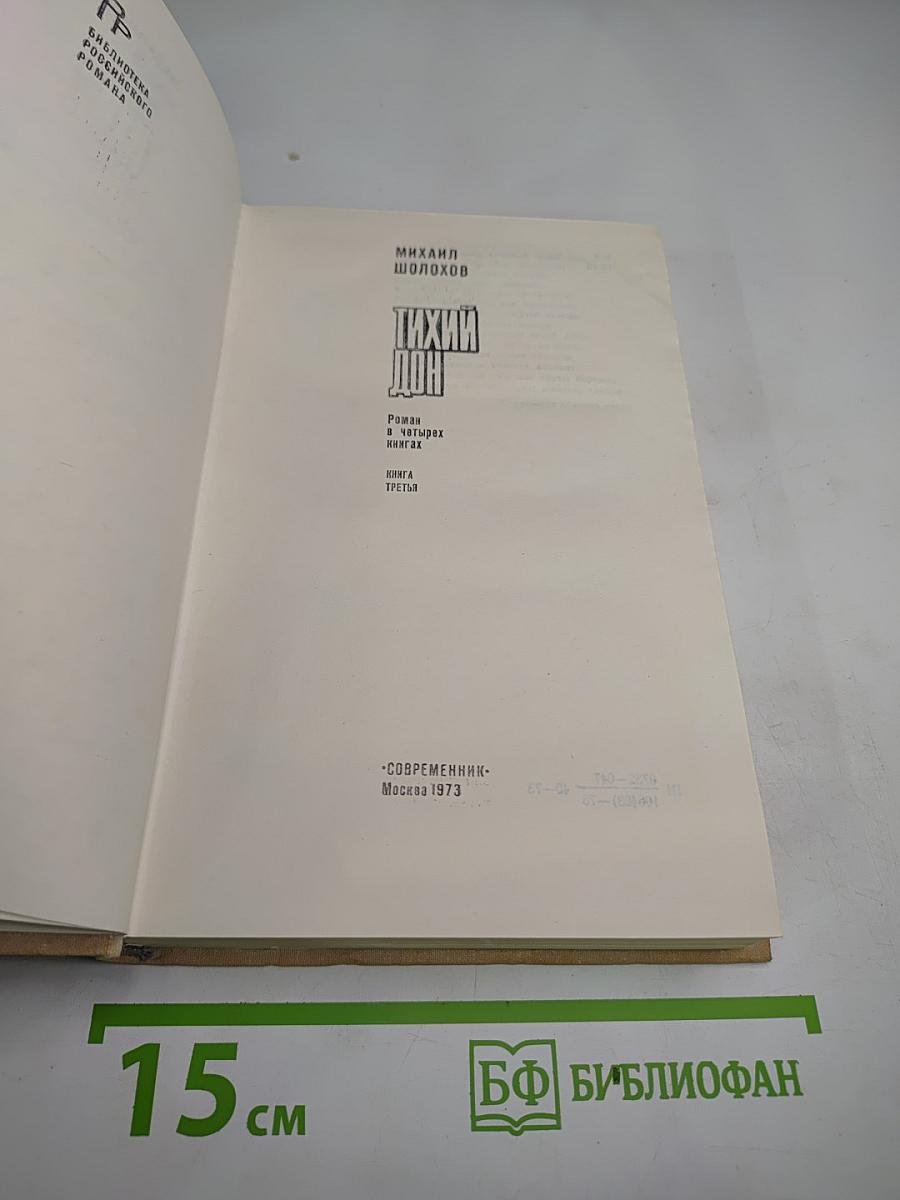 РР
БИБЛИОТЕКА
РОССИЙСКОГО
РОМАНА
МИХАИЛ
ШОЛОХОВ
ТИХИЙ
ДОН
Роман
в четырех
книгах
КНИГА
ТРЕТЬЯ
«СОВРЕМЕННИК»
Москва 1973
15 см
БФ БИБЛИОФАН